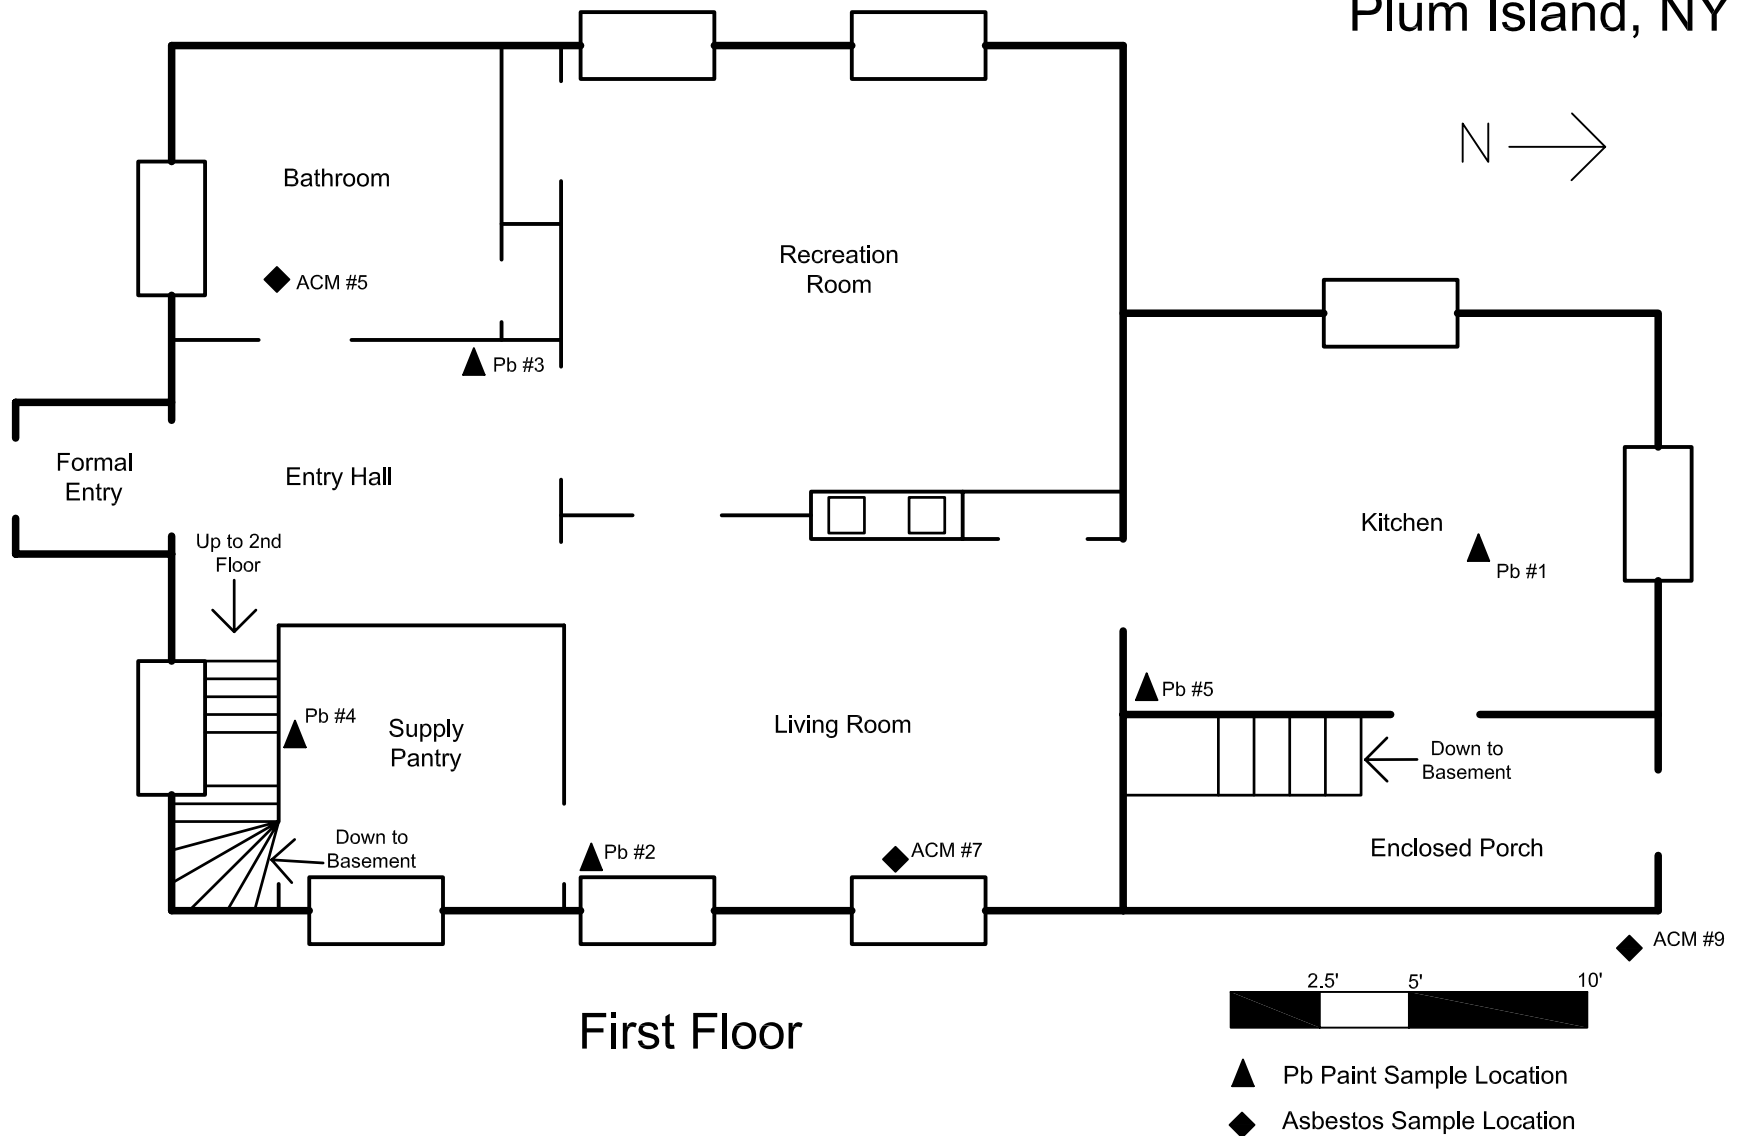 Plum Island, NY
N
Bathroom
ACM #5
Recreation
Room
Pb #3
Formal
Entry
Entry Hall
Up to 2nd
Floor
Kitchen
Pb #1
Pb #4
Supply
Pantry
Living Room
Pb #5
Down to
Basement
Down to
Basement
Pb #2
ACM #7
Enclosed Porch
ACM #9
2.5' 5' 10'
First Floor
Pb Paint Sample Location
Asbestos Sample Location